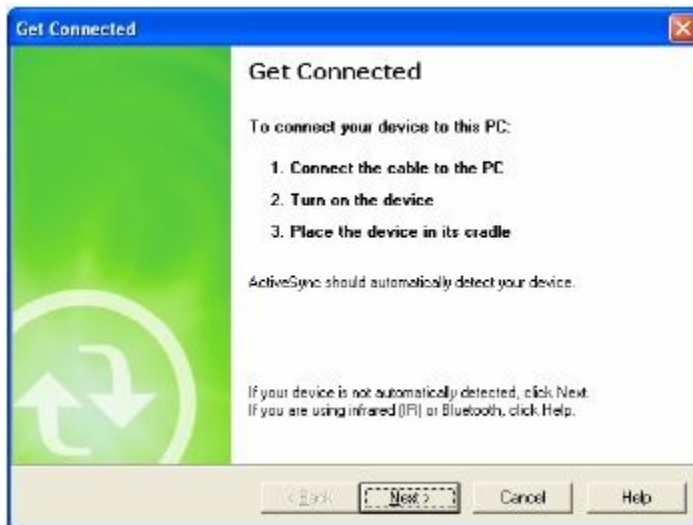 Get Connected
Get Connected
To connect your device to this PC:
1. Connect the cable to the PC
2. Turn on the device
3. Place the device in its cradle
ActiveSync should automatically detect your device.
If your device is not automatically detected, click Next.
If you are using infrared (IR) or Bluetooth, click Help.
< Back Next > Cancel Help